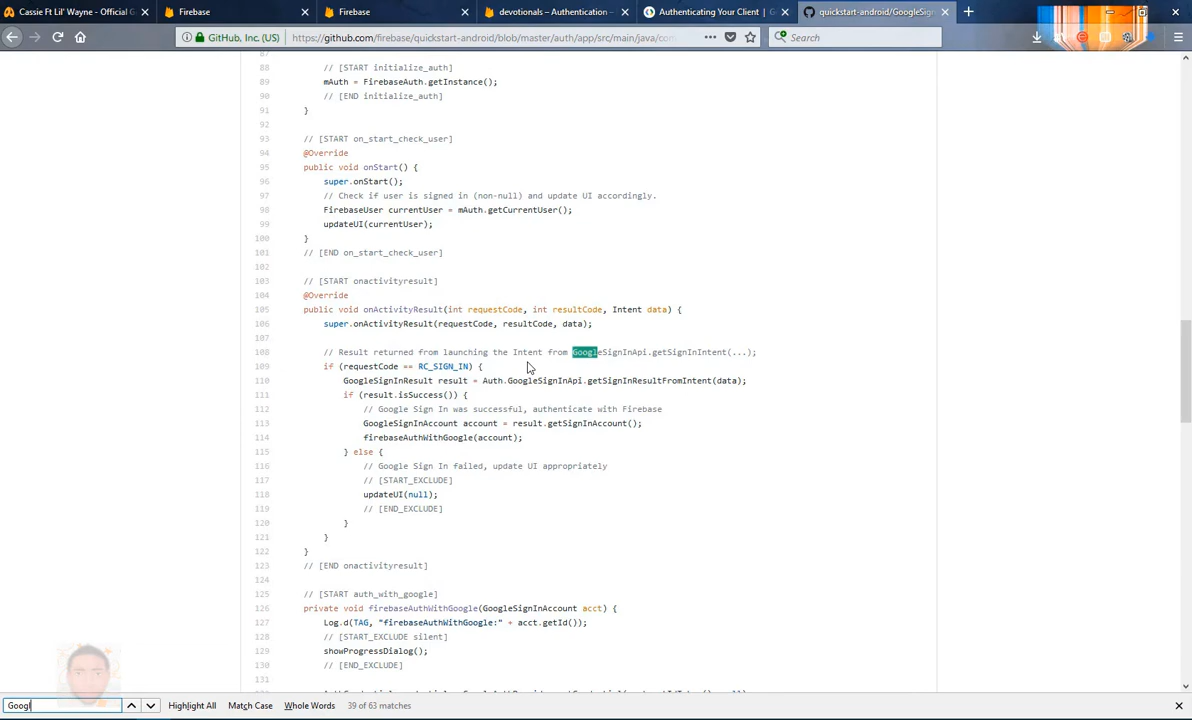 Cassie Ft Lil' Wayne - Official G
Firebase
Firebase
devotionals – Authentication –
Authenticating Your Client | G
quickstart-android/GoogleSign
GitHub, Inc. (US)
https://github.com/firebase/quickstart-android/blob/master/auth/app/src/main/java/com
Search
87
88 // [START initialize_auth]
89 mAuth = FirebaseAuth.getInstance();
90 // [END initialize_auth]
91 }
92
93 // [START on_start_check_user]
94 @Override
95 public void onStart() {
96 super.onStart();
97 // Check if user is signed in (non-null) and update UI accordingly.
98 FirebaseUser currentUser = mAuth.getCurrentUser();
99 updateUI(currentUser);
100 }
101 // [END on_start_check_user]
102
103 // [START onactivityresult]
104 @Override
105 public void onActivityResult(int requestCode, int resultCode, Intent data) {
106 super.onActivityResult(requestCode, resultCode, data);
107
108 // Result returned from launching the Intent from GoogleSignInApi.getSignInIntent(...);
109 if (requestCode == RC_SIGN_IN) {
110 GoogleSignInResult result = Auth.GoogleSignInApi.getSignInResultFromIntent(data);
111 if (result.isSuccess()) {
112 // Google Sign In was successful, authenticate with Firebase
113 GoogleSignInAccount account = result.getSignInAccount();
114 firebaseAuthWithGoogle(account);
115 } else {
116 // Google Sign In failed, update UI appropriately
117 // [START_EXCLUDE]
118 updateUI(null);
119 // [END_EXCLUDE]
120 }
121 }
122 }
123 // [END onactivityresult]
124
125 // [START auth_with_google]
126 private void firebaseAuthWithGoogle(GoogleSignInAccount acct) {
127 Log.d(TAG, "firebaseAuthWithGoogle:" + acct.getId());
128 // [START_EXCLUDE silent]
129 showProgressDialog();
130 // [END_EXCLUDE]
131
Googl
Highlight All
Match Case
Whole Words
39 of 63 matches